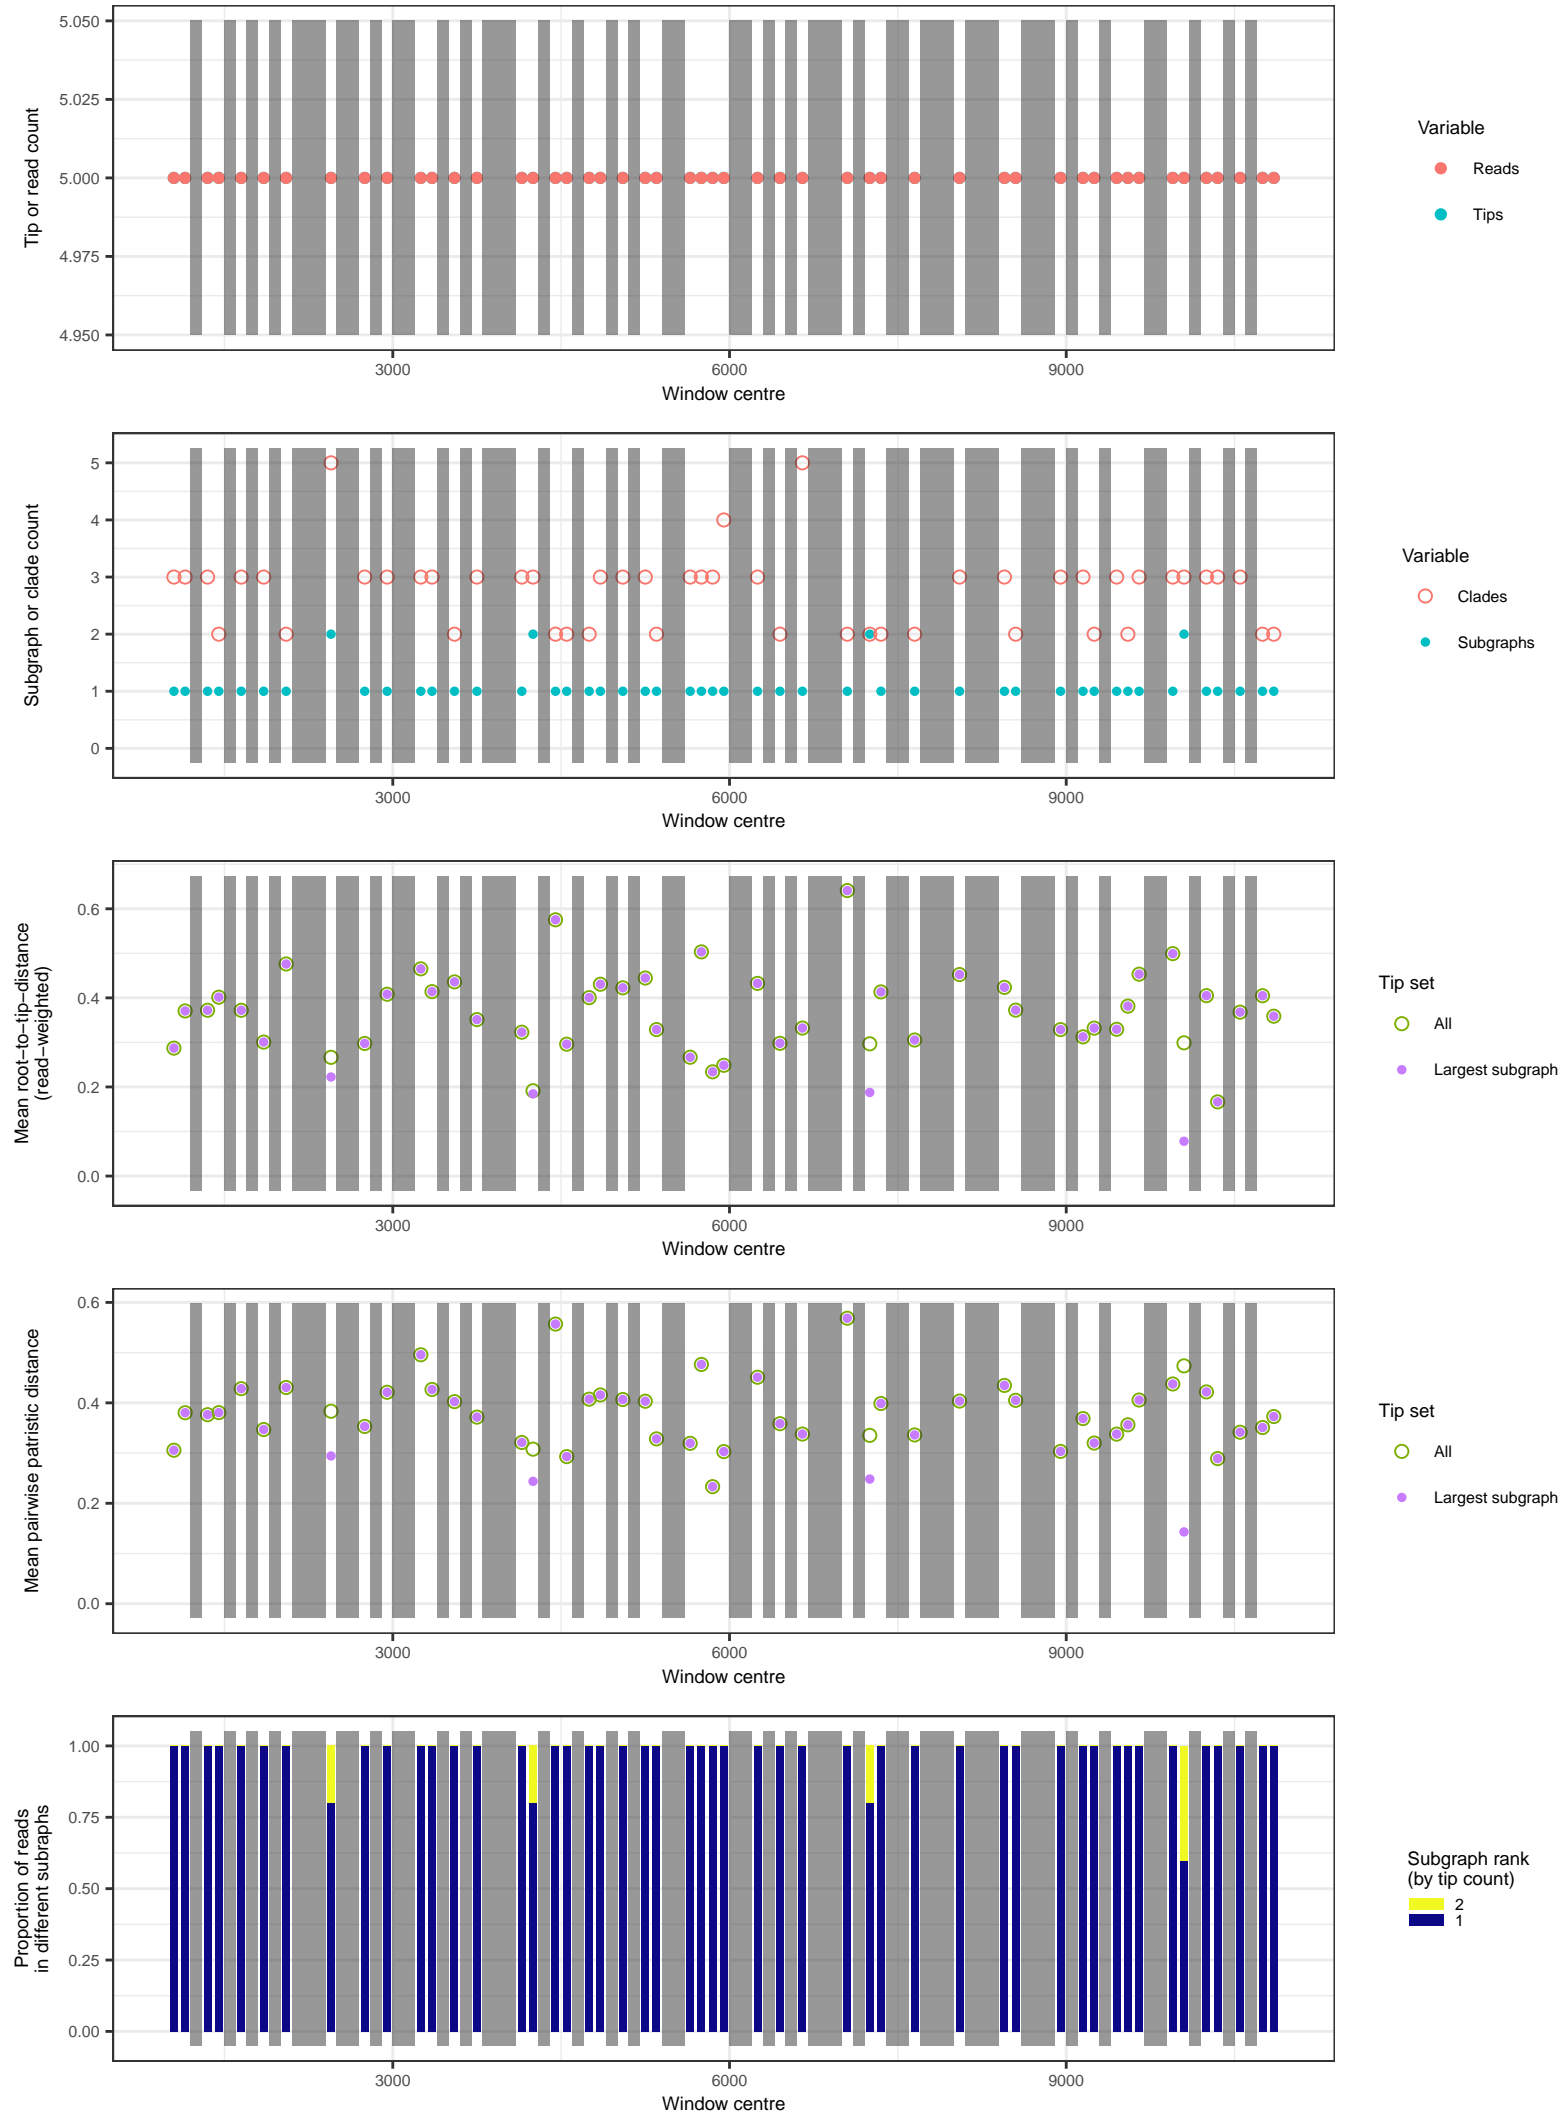 5.050
5.025
5.000
4.975
4.950
Tip or read count
3000 6000 9000
Window centre
Variable
Reads
Tips
5
4
3
2
1
0
Subgraph or clade count
3000 6000 9000
Window centre
Variable
Clades
Subgraphs
0.6
0.4
0.2
0.0
Mean root−to−tip−distance
(read−weighted)
3000 6000 9000
Window centre
Tip set
All
Largest subgraph
0.6
0.4
0.2
0.0
Mean pairwise patristic distance
3000 6000 9000
Window centre
Tip set
All
Largest subgraph
1.00
0.75
0.50
0.25
0.00
Proportion of reads
in different subraphs
3000 6000 9000
Window centre
Subgraph rank
(by tip count)
2
1